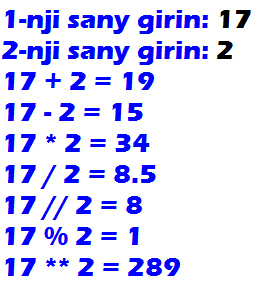 1-nji sany girin: 17
2-nji sany girin: 2
17 + 2 = 19
17 - 2 = 15
17 * 2 = 34
17 / 2 = 8.5
17 // 2 = 8
17 % 2 = 1
17 ** 2 = 289